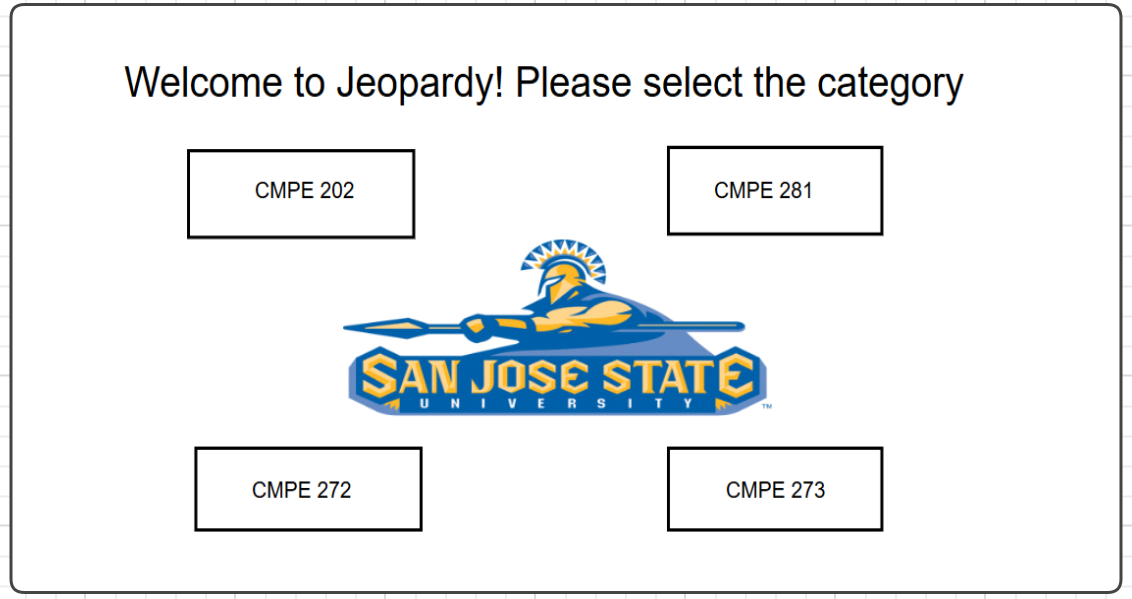 Welcome to Jeopardy! Please select the category
CMPE 202
CMPE 281
SAN JOSE STATE
UNIVERSITY
TM
CMPE 272
CMPE 273